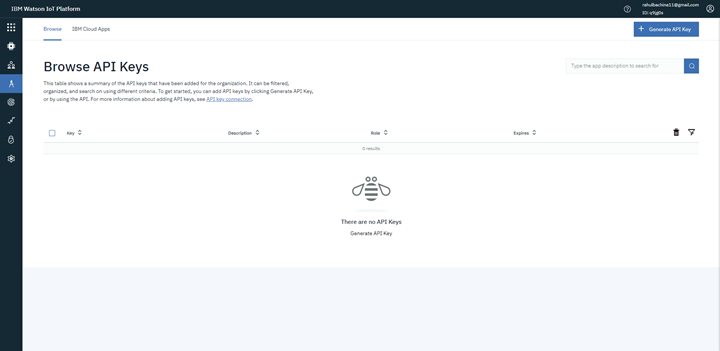 IBM Watson IoT Platform
rahulbachina11@gmail.com
Browse
IBM Cloud Apps
+ Generate API Key
Browse API Keys
Type the app description to search for
This table shows a summary of the API keys that have been added for the organization. It can be filtered,
organized, and search on using different criteria. To get started, you can add API keys by clicking Generate API Key,
or by using the API. For more information about adding API keys, see API key connection.
Key
Description
Role
Expires
0 results
There are no API Keys
Generate API Key